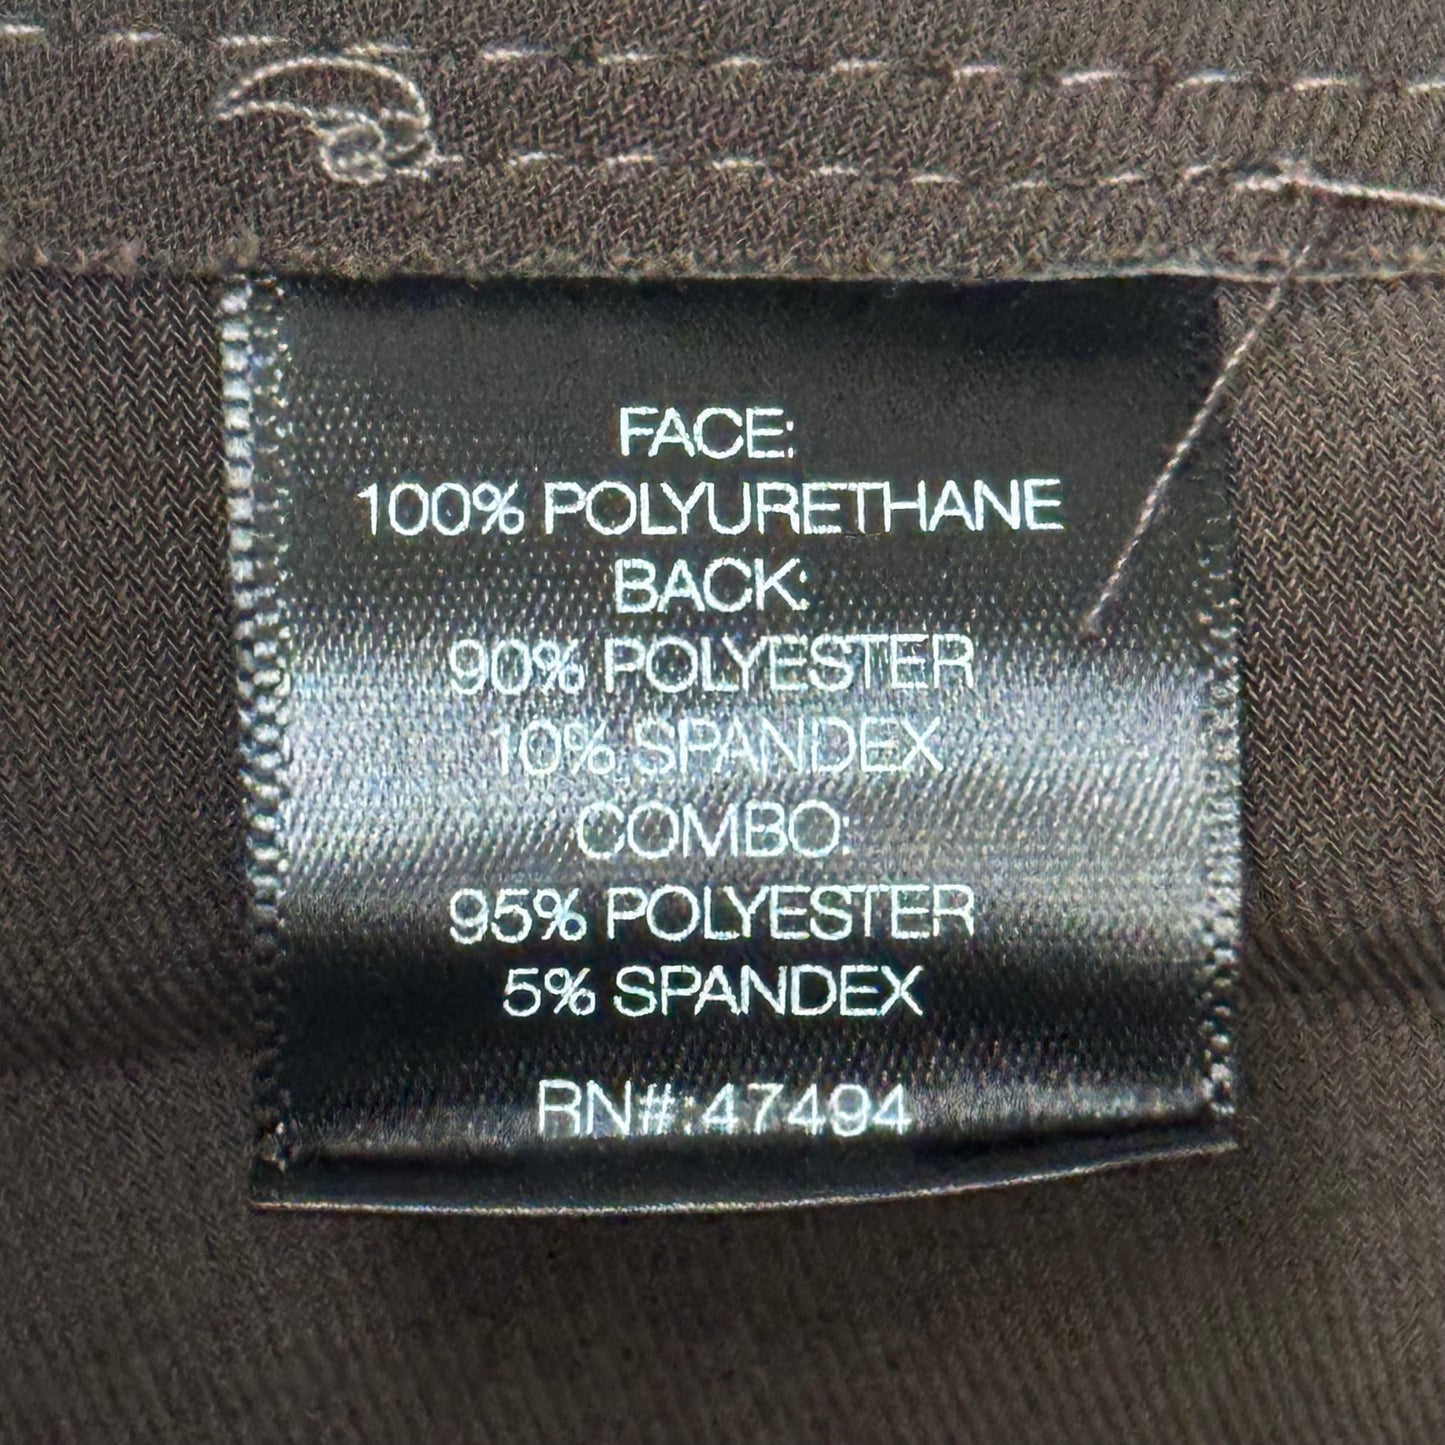 FACE:
100% POLYURETHANE
BACK:
90% POLYESTER
10% SPANDEX
COMBO:
95% POLYESTER
5% SPANDEX
RN#:47494